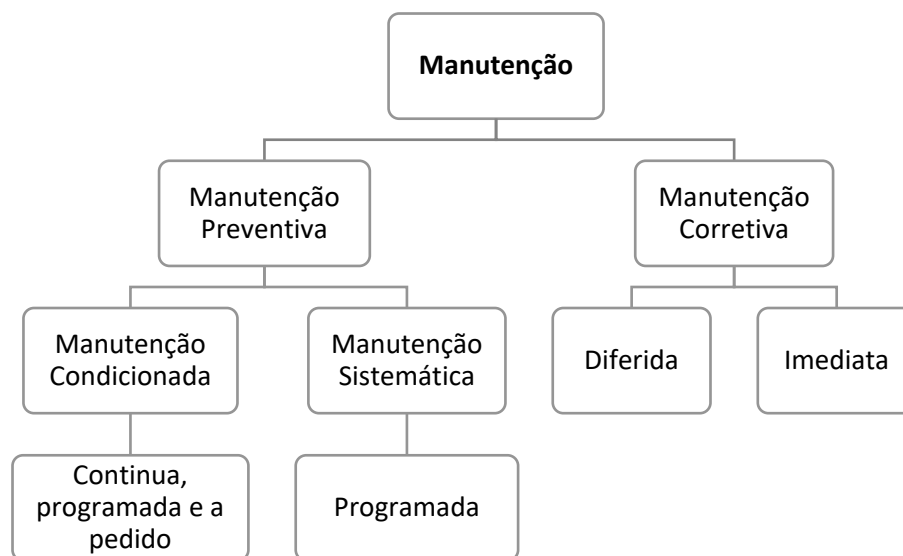 Manutenção
Manutenção
Preventiva
Manutenção
Corretiva
Manutenção
Condicionada
Manutenção
Sistemática
Diferida
Imediata
Continua,
programada e a
pedido
Programada